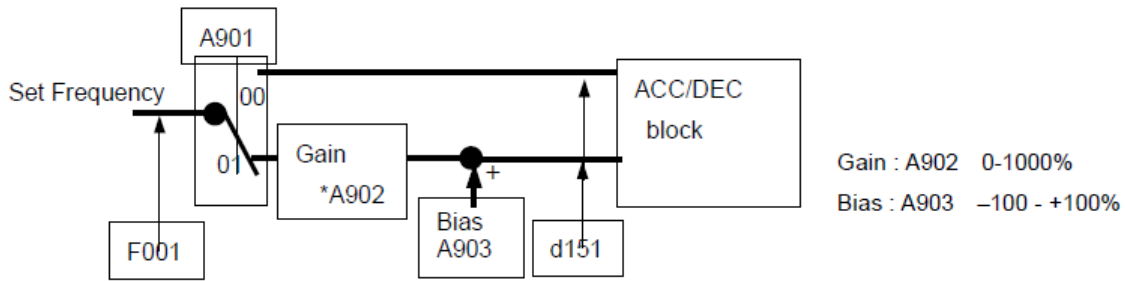 A901
Set Frequency
00
ACC/DEC
block
01
Gain
*A902
+
Gain : A902 0-1000%
Bias : A903 –100 - +100%
F001
Bias
A903
d151